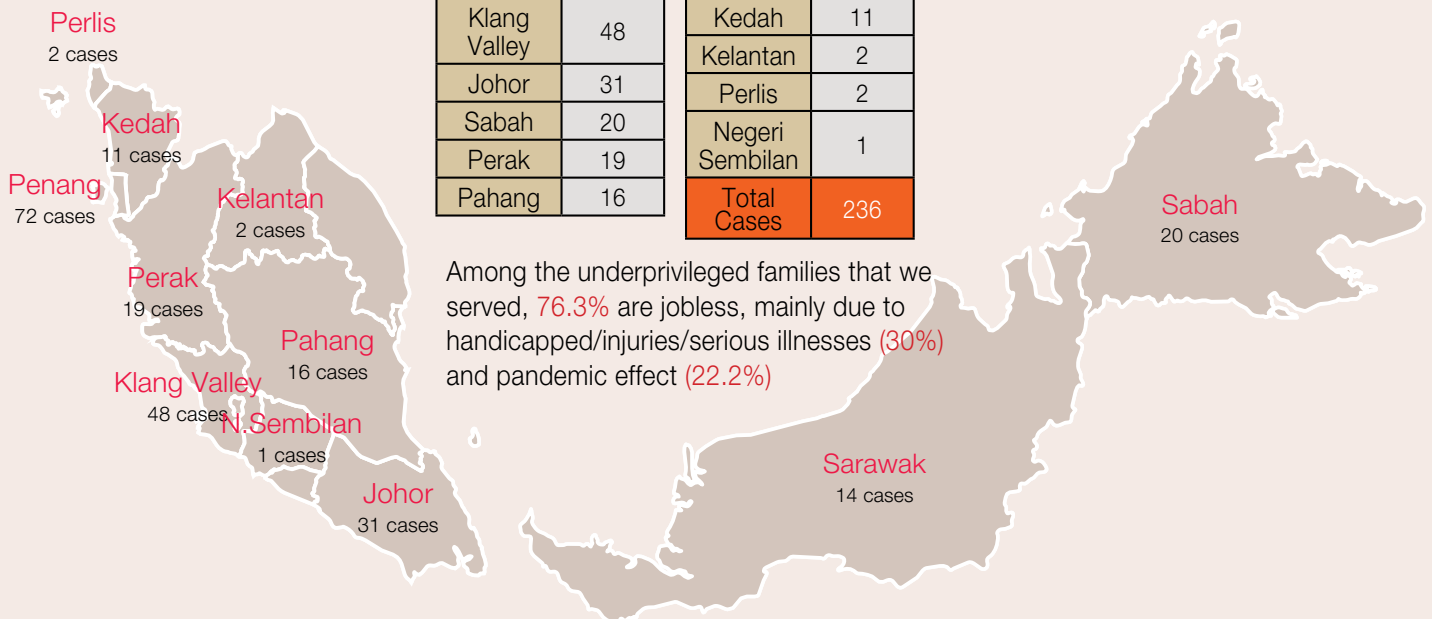 Perlis
2 cases
Kedah
11 cases
Penang
72 cases
Kelantan
2 cases
Perak
19 cases
Pahang
16 cases
Klang Valley
48 cases
N.Sembilan
1 cases
Johor
31 cases
Klang
Valley
48
Johor
31
Sabah
20
Perak
19
Pahang
16
Kedah
11
Kelantan
2
Perlis
2
Negeri
Sembilan
1
Total
Cases
236
Among the underprivileged families that we
served, 76.3% are jobless, mainly due to
handicapped/injuries/serious illnesses (30%)
and pandemic effect (22.2%)
Sabah
20 cases
Sarawak
14 cases